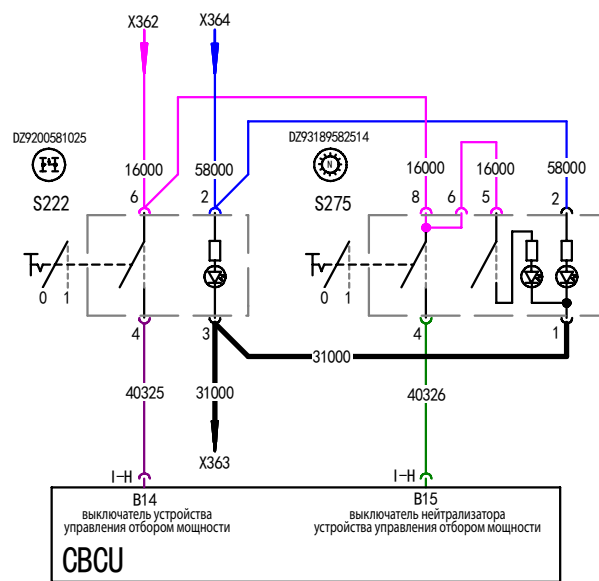 X362
X364
DZ9200581025
DZ93189582514
N
16000
58000
16000
16000
58000
S222
6
2
S275
8
6
5
2
0
1
0
1
4
3
4
1
31000
40325
31000
40326
X363
I-H
I-H
B14
B15
выключатель устройства
управления отбором мощности
выключатель нейтрализатора
устройства управления отбором мощности
CBCU